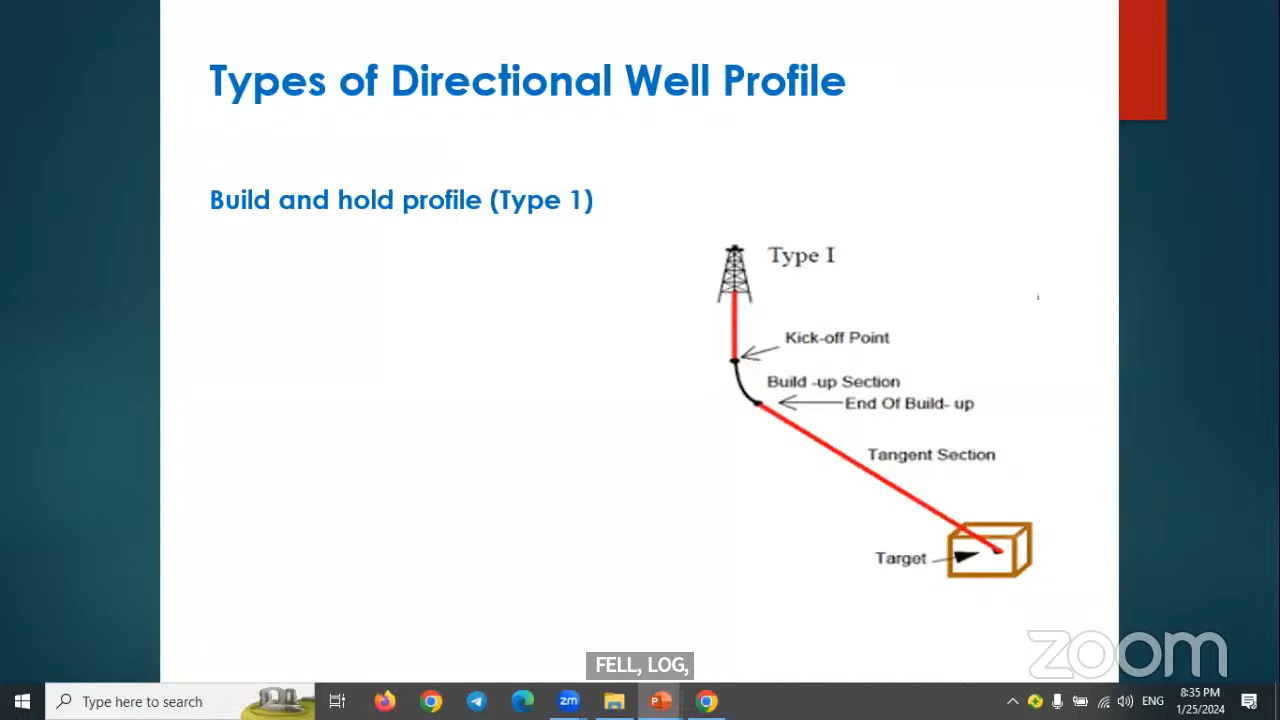 Types of Directional Well Profile
Build and hold profile (Type 1)
Type I
Kick-off Point
Build -up Section
End Of Build- up
Tangent Section
Target
zoom
FELL, LOG,
Type here to search
zm
ENG
8:35 PM
1/25/2024